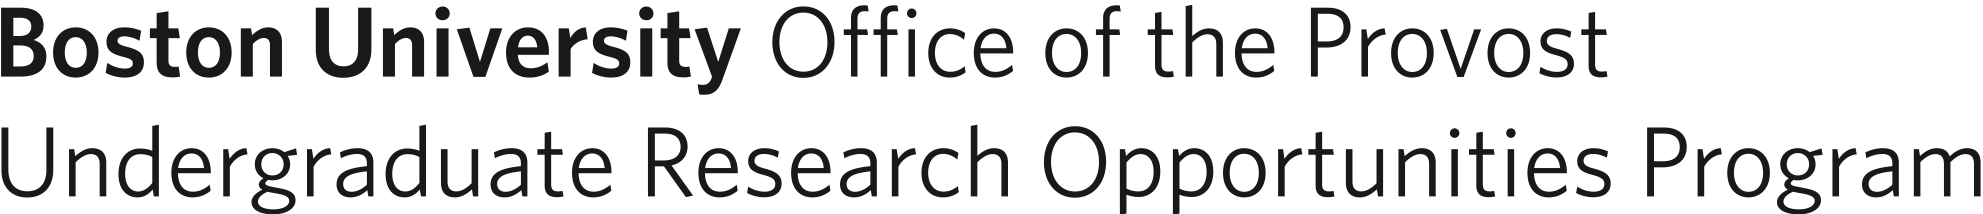 Boston University Office of the Provost
Undergraduate Research Opportunities Program